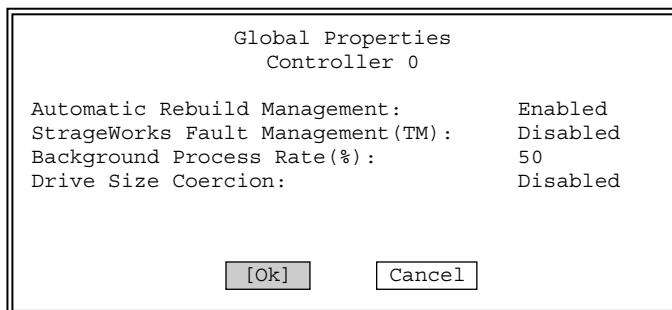 Global Properties
Controller 0
Automatic Rebuild Management: Enabled
StrageWorks Fault Management(TM): Disabled
Background Process Rate(%): 50
Drive Size Coercion: Disabled
[Ok] Cancel